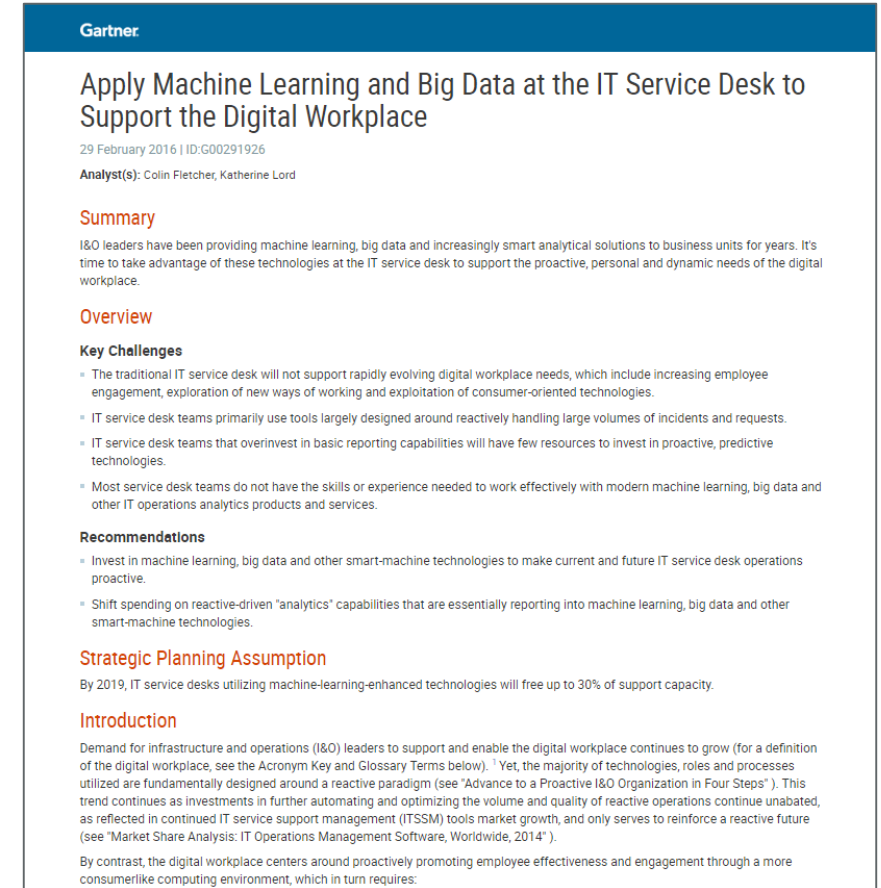 Gartner
Apply Machine Learning and Big Data at the IT Service Desk to
Support the Digital Workplace
29 February 2016 | ID:G00291926
Analyst(s): Colin Fletcher, Katherine Lord
Summary
I&O leaders have been providing machine learning, big data and increasingly smart analytical solutions to business units for years. It's
time to take advantage of these technologies at the IT service desk to support the proactive, personal and dynamic needs of the digital
workplace.
Overview
Key Challenges
The traditional IT service desk will not support rapidly evolving digital workplace needs, which include increasing employee
engagement, exploration of new ways of working and exploitation of consumer-oriented technologies.
IT service desk teams primarily use tools largely designed around reactively handling large volumes of incidents and requests.
IT service desk teams that overinvest in basic reporting capabilities will have few resources to invest in proactive, predictive
technologies.
Most service desk teams do not have the skills or experience needed to work effectively with modern machine learning, big data and
other IT operations analytics products and services.
Recommendations
Invest in machine learning, big data and other smart-machine technologies to make current and future IT service desk operations
proactive.
Shift spending on reactive-driven "analytics" capabilities that are essentially reporting into machine learning, big data and other
smart-machine technologies.
Strategic Planning Assumption
By 2019, IT service desks utilizing machine-learning-enhanced technologies will free up to 30% of support capacity.
Introduction
Demand for infrastructure and operations (I&O) leaders to support and enable the digital workplace continues to grow (for a definition
of the digital workplace, see the Acronym Key and Glossary Terms below). 1 Yet, the majority of technologies, roles and processes
utilized are fundamentally designed around a reactive paradigm (see "Advance to a Proactive I&O Organization in Four Steps" ). This
trend continues as investments in further automating and optimizing the volume and quality of reactive operations continue unabated,
as reflected in continued IT service support management (ITSSM) tools market growth, and only serves to reinforce a reactive future
(see "Market Share Analysis: IT Operations Management Software, Worldwide, 2014" ).
By contrast, the digital workplace centers around proactively promoting employee effectiveness and engagement through a more
consumerlike computing environment, which in turn requires: